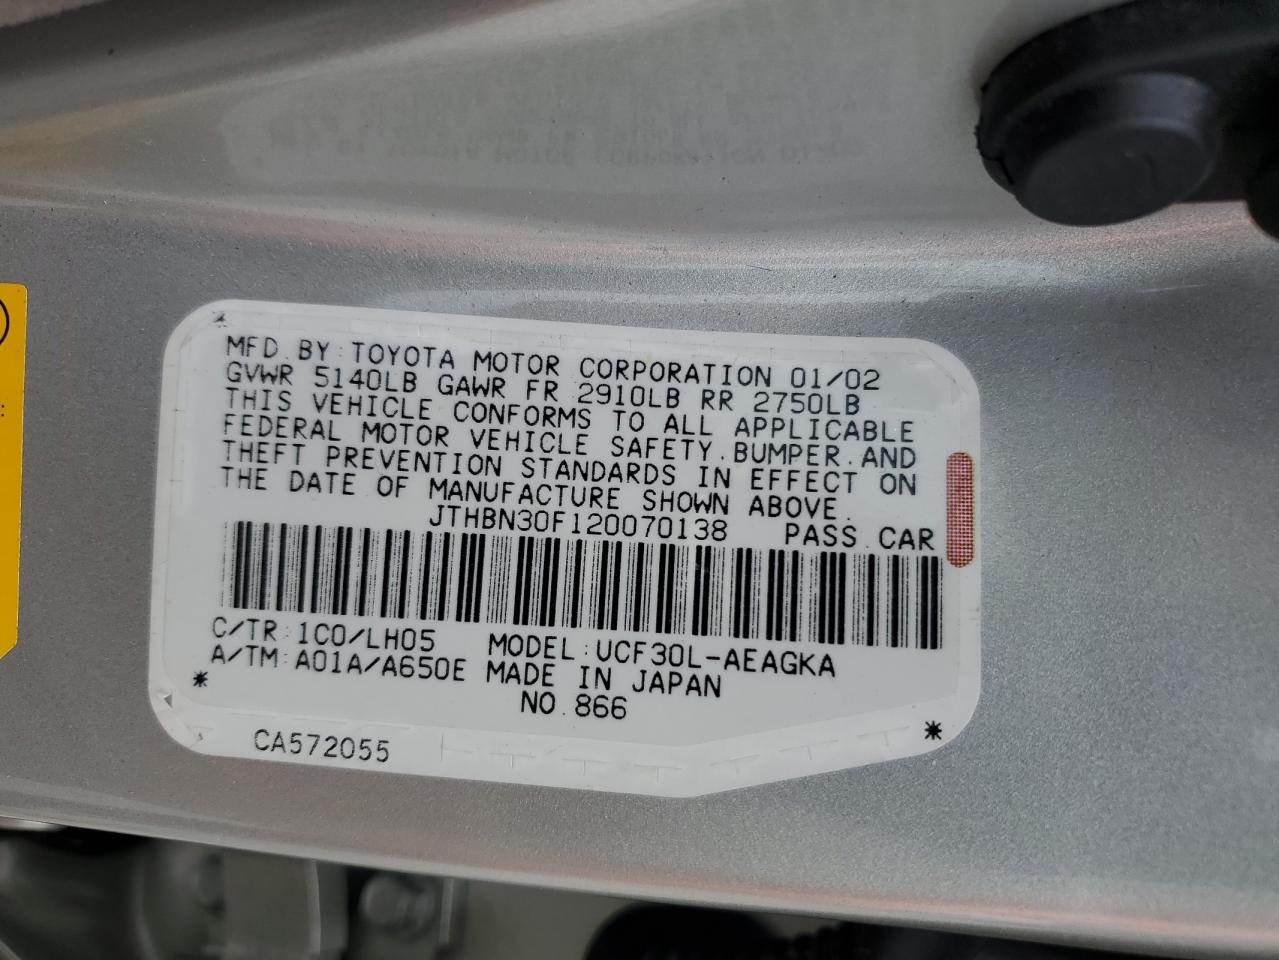 MFD. BY: TOYOTA MOTOR CORPORATION 01/02
GVWR 5140LB GAWR FR 2910LB RR 2750LB
THIS VEHICLE CONFORMS TO ALL APPLICABLE
FEDERAL MOTOR VEHICLE SAFETY. BUMPER. AND
THEFT PREVENTION STANDARDS IN EFFECT ON
THE DATE OF MANUFACTURE SHOWN ABOVE.
JTHBN30F120070138 PASS. CAR
C/TR: 1C0/LH05 MODEL: UCF30L-AEAGKA
A/TM: A01A/A650E MADE IN JAPAN
* NO. 866
CA572055 *